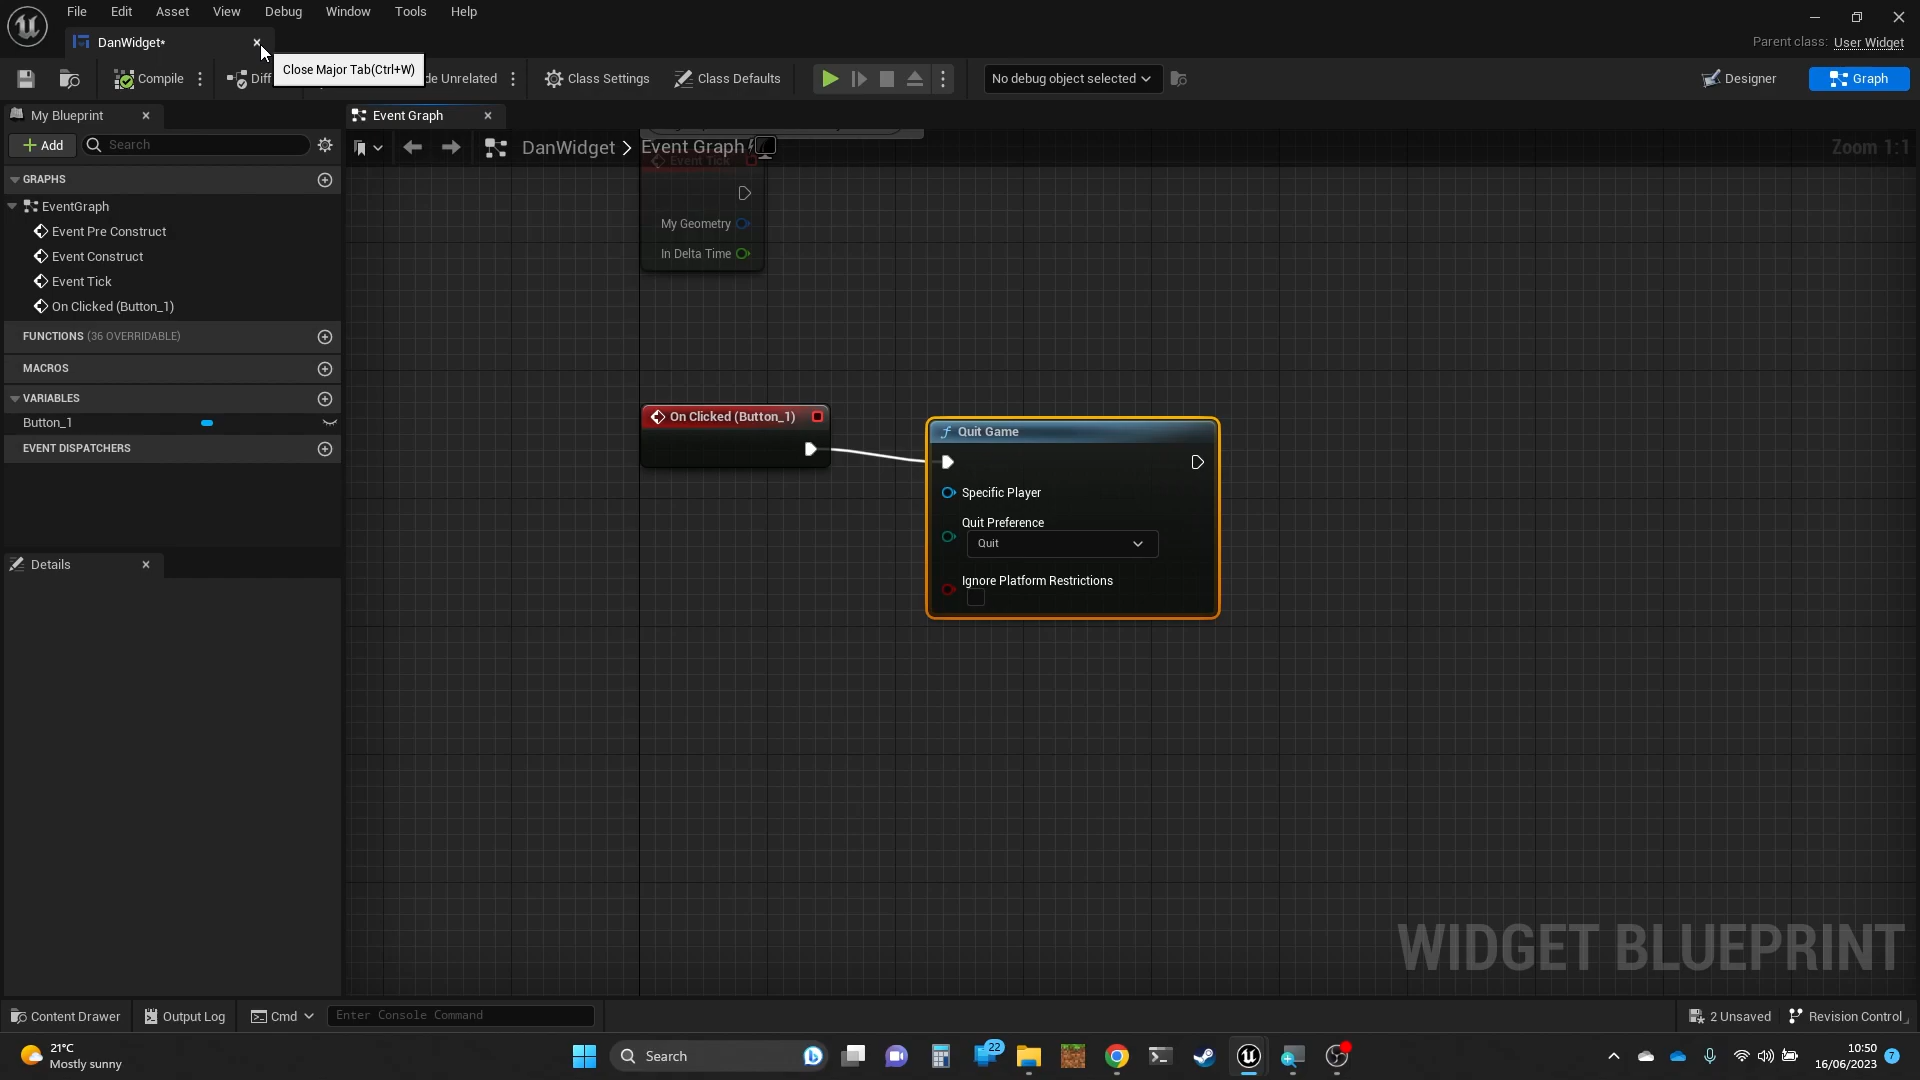 File Edit Asset View Debug Window Tools Help
DanWidget*
Parent class: User Widget
Close Major Tab(Ctrl+W)
Compile Diff de Unrelated Class Settings Class Defaults No debug object selected Designer Graph
My Blueprint Event Graph
Add Search DanWidget > Event Graph Zoom 1:1
Event Tick
GRAPHS
EventGraph
Event Pre Construct
Event Construct
Event Tick
On Clicked (Button_1)
FUNCTIONS (36 OVERRIDABLE)
MACROS
VARIABLES
Button_1
EVENT DISPATCHERS
Details
My Geometry
In Delta Time
On Clicked (Button_1)
Quit Game
Specific Player
Quit Preference
Quit
Ignore Platform Restrictions
WIDGET BLUEPRINT
Content Drawer Output Log Cmd Enter Console Command 2 Unsaved Revision Control
21°C
Mostly sunny
Search
22
10:50
16/06/2023
7